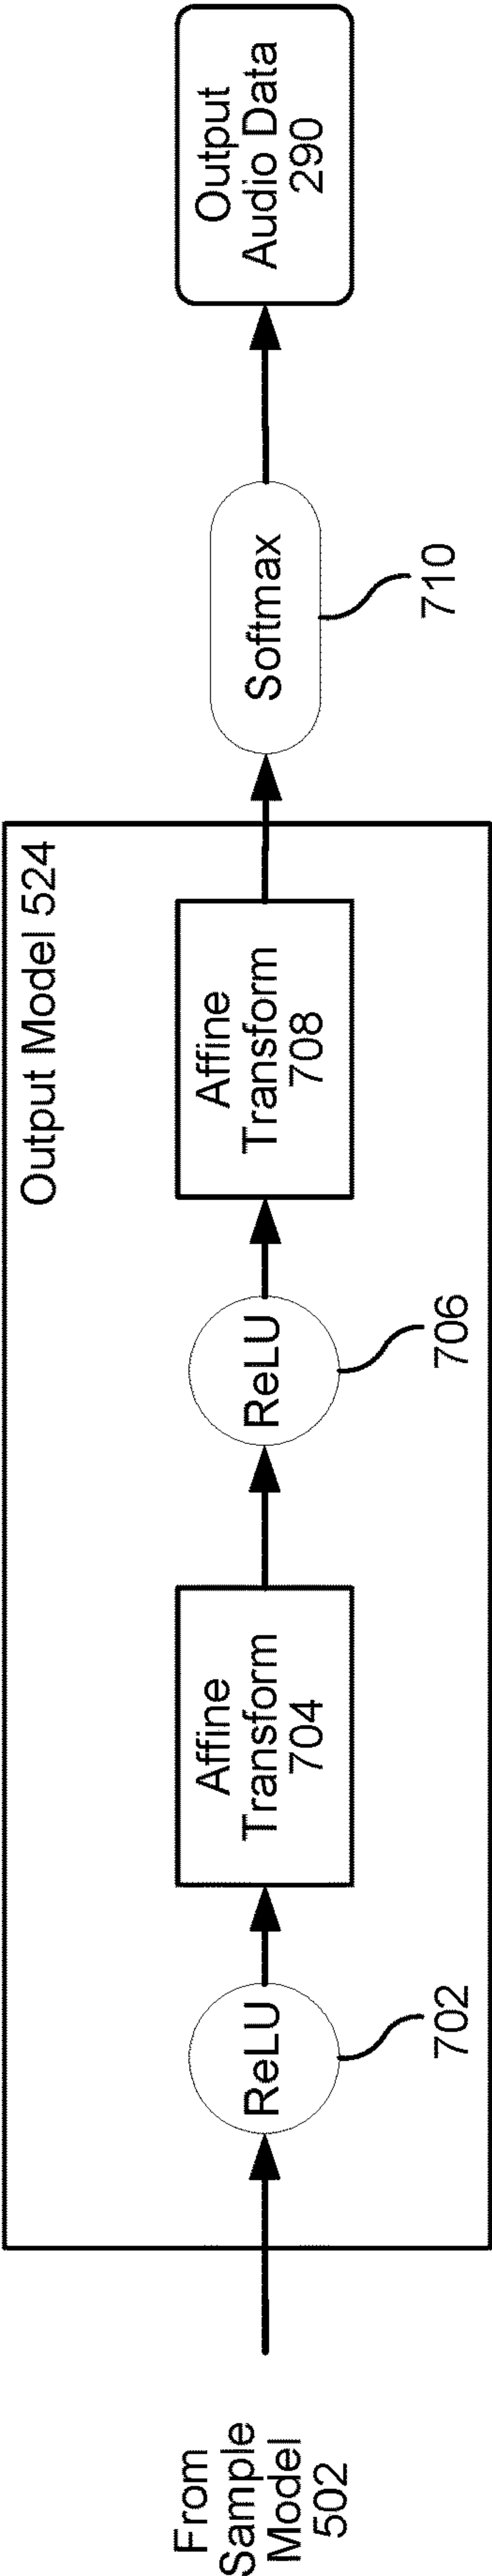 Output Model 524
From
Sample
Model
502
ReLU
702
Affine
Transform
704
ReLU
706
Affine
Transform
708
Softmax
710
Output
Audio Data
290